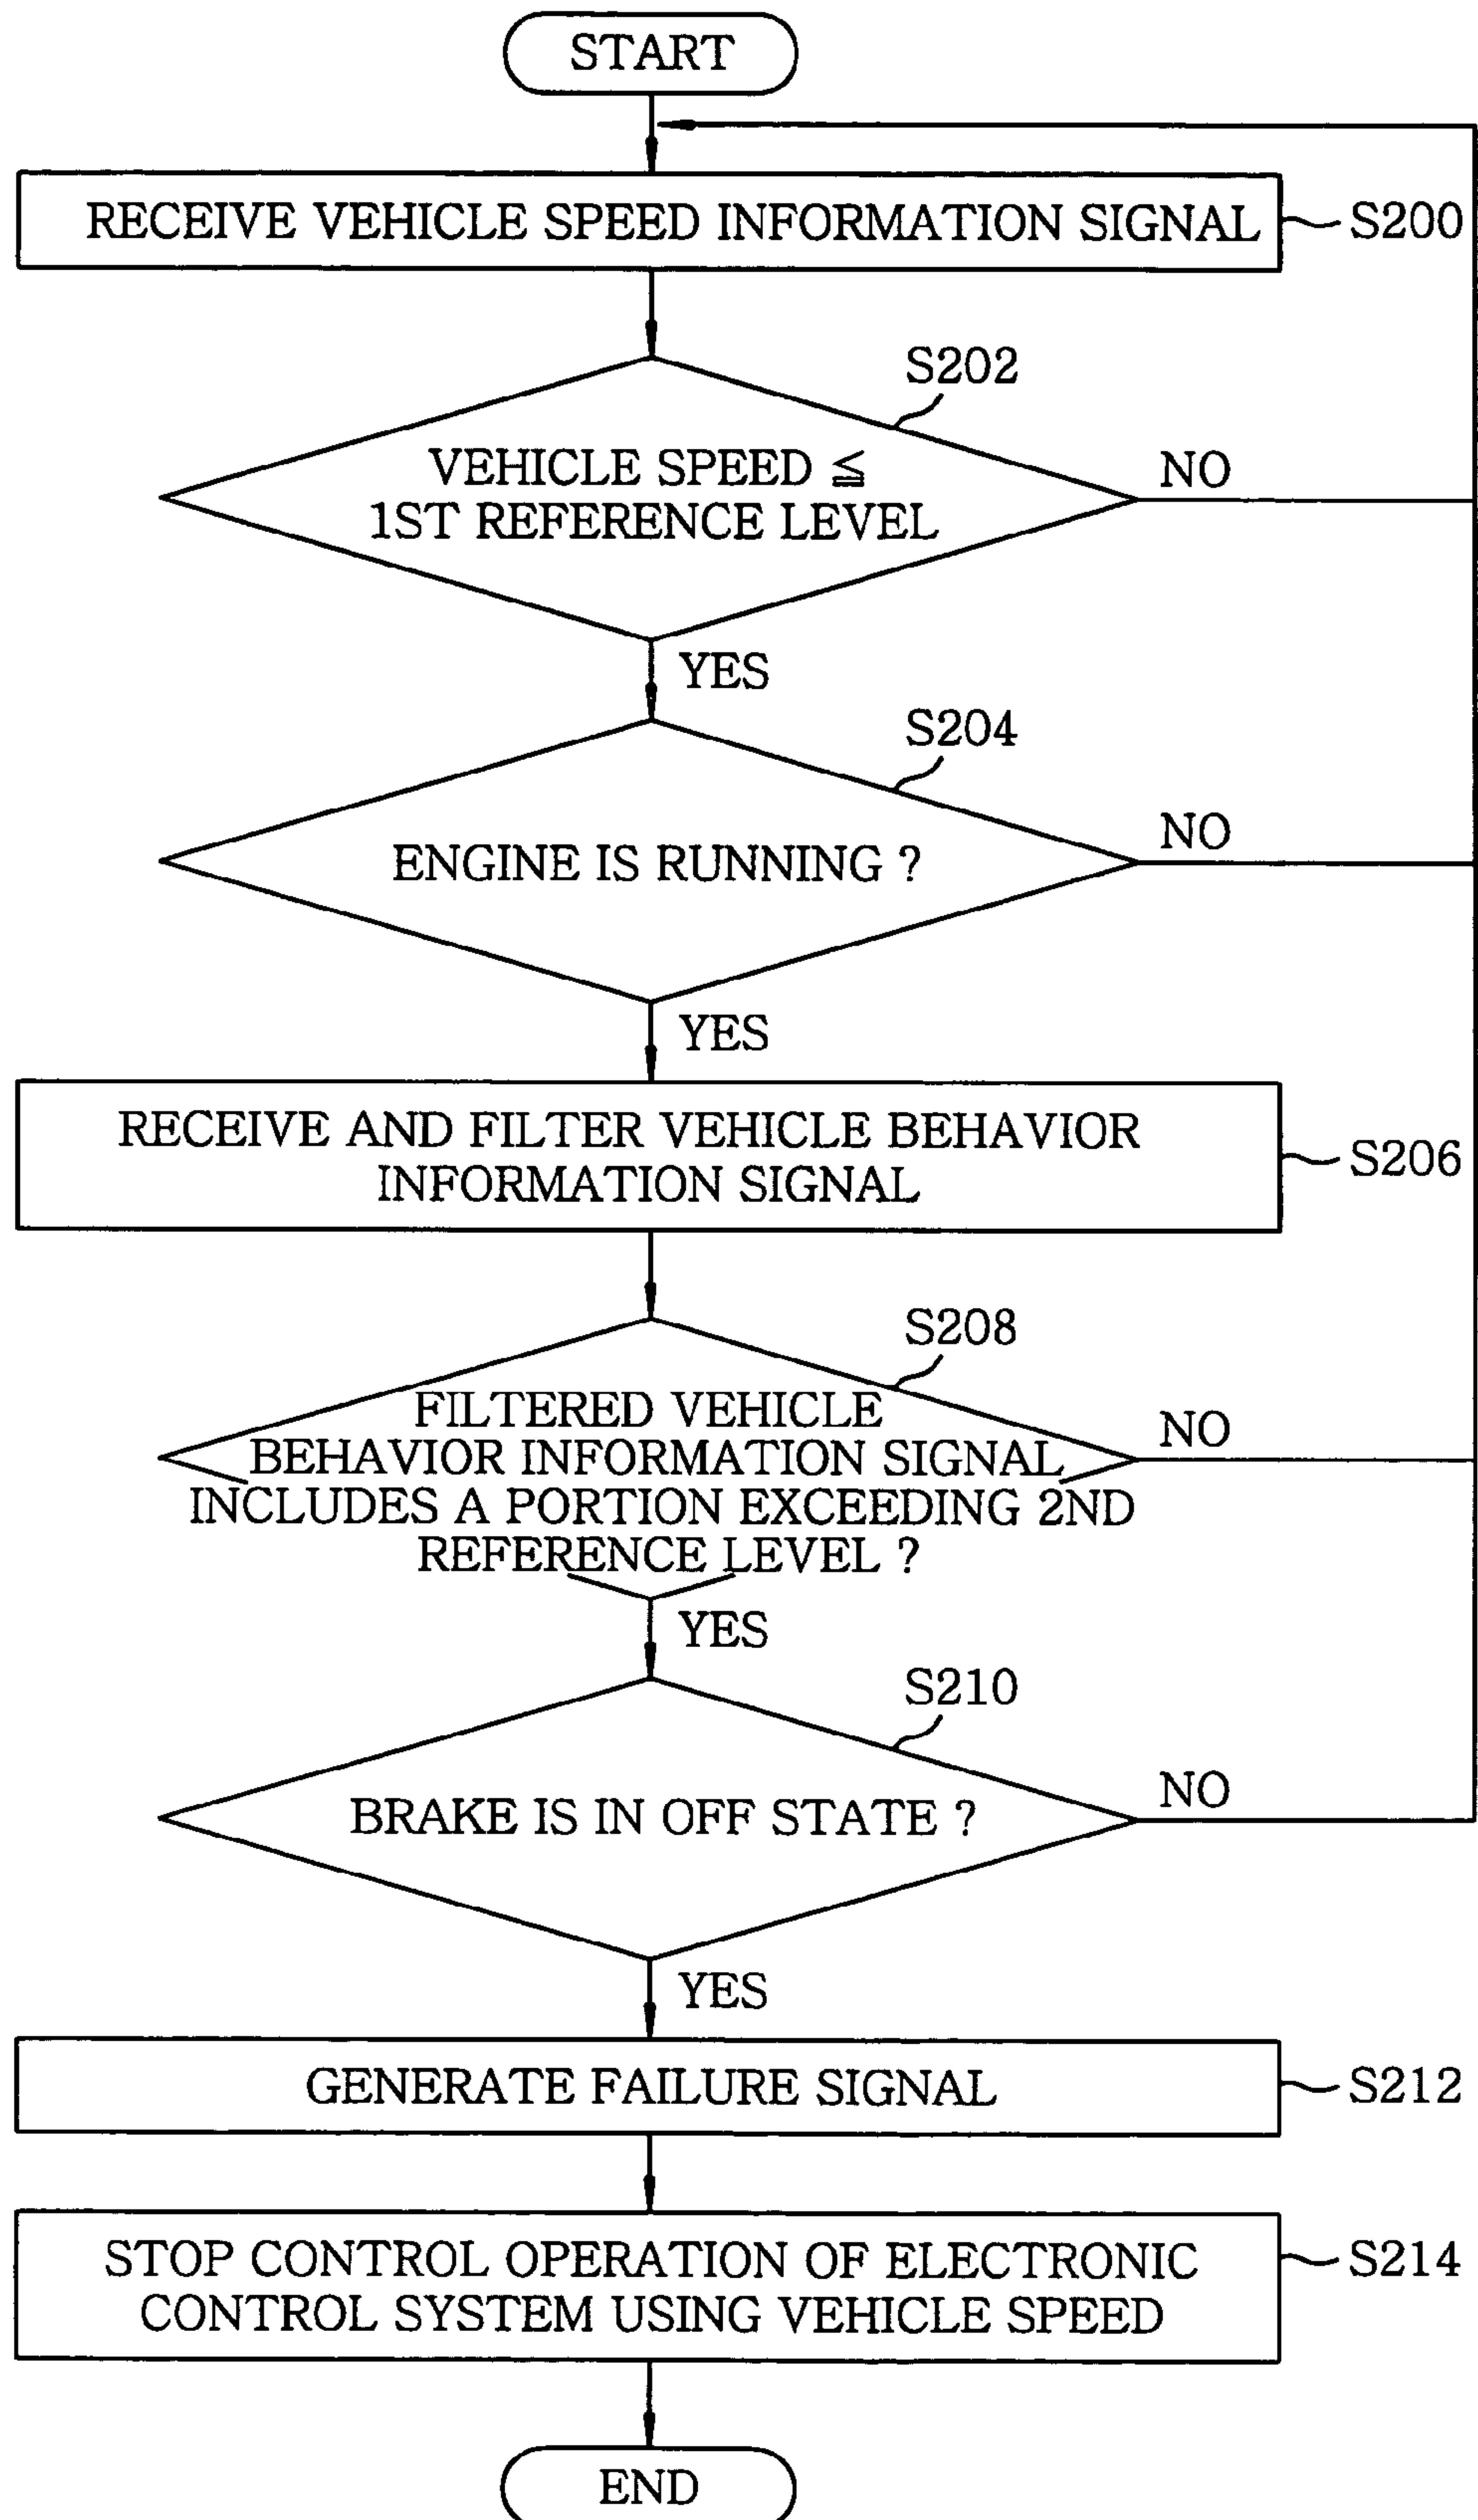 START
RECEIVE VEHICLE SPEED INFORMATION SIGNAL
S200
S202
VEHICLE SPEED ≦
1ST REFERENCE LEVEL
NO
YES
S204
ENGINE IS RUNNING ?
NO
YES
RECEIVE AND FILTER VEHICLE BEHAVIOR
INFORMATION SIGNAL
S206
S208
FILTERED VEHICLE
BEHAVIOR INFORMATION SIGNAL
INCLUDES A PORTION EXCEEDING 2ND
REFERENCE LEVEL ?
NO
YES
S210
BRAKE IS IN OFF STATE ?
NO
YES
GENERATE FAILURE SIGNAL
S212
STOP CONTROL OPERATION OF ELECTRONIC
CONTROL SYSTEM USING VEHICLE SPEED
S214
END